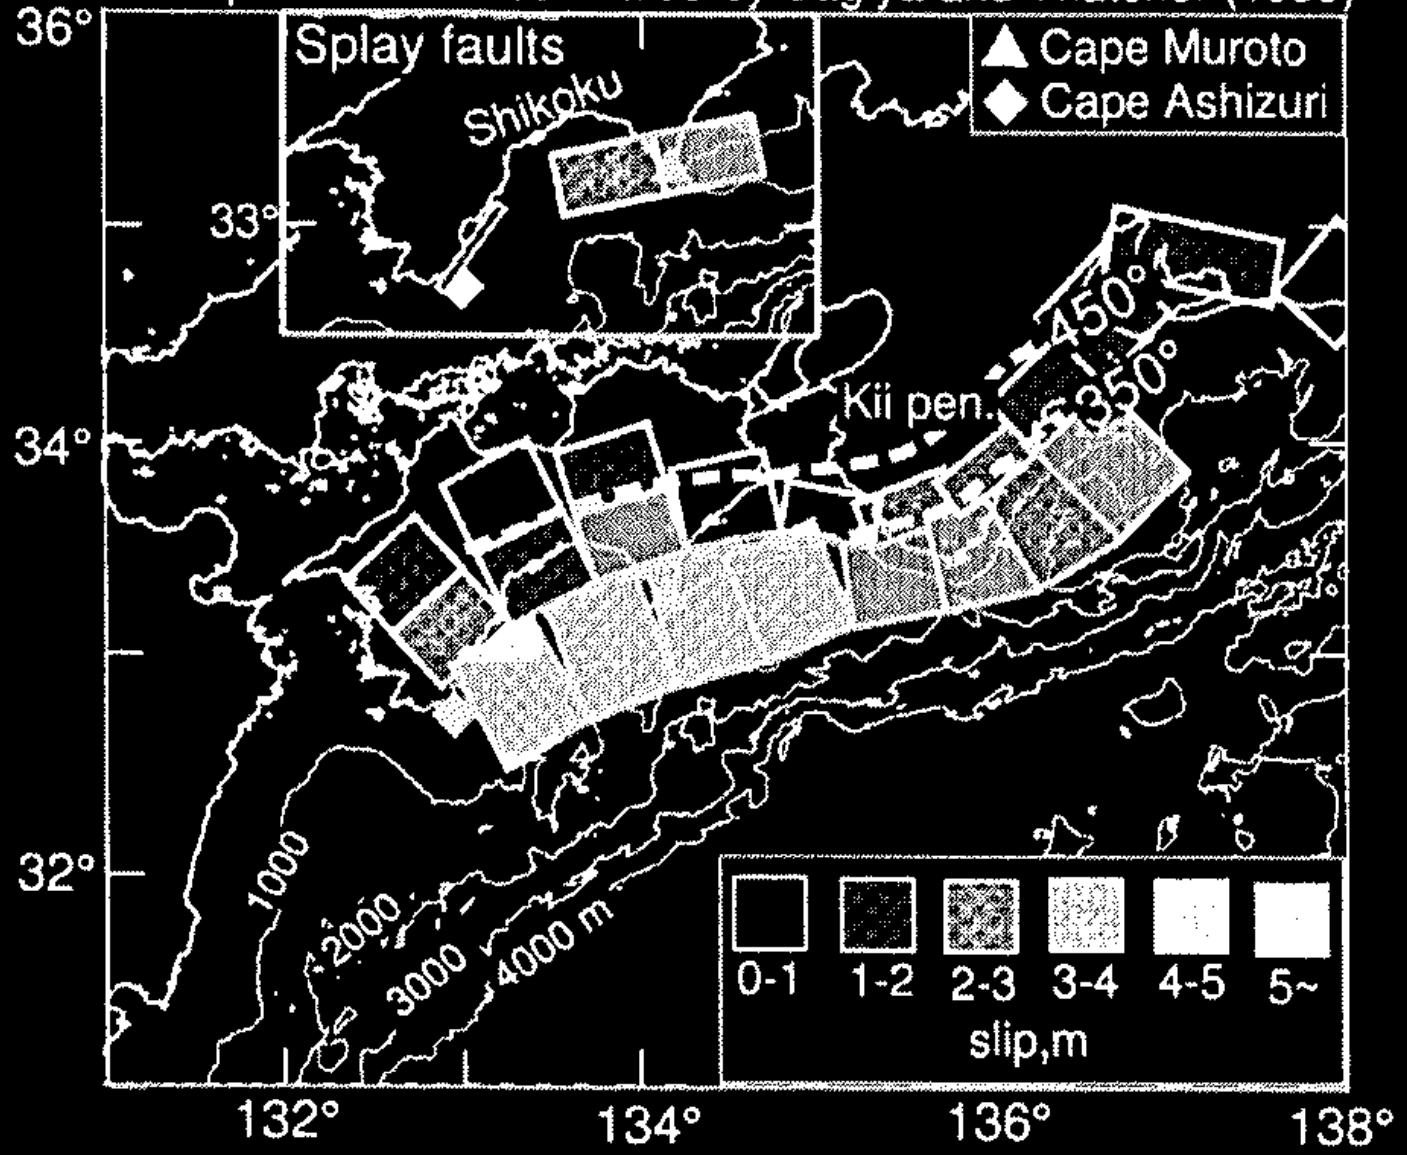 36°
Splay faults
Cape Muroto
Cape Ashizuri
Shikoku
33°
450°
350°
Kii pen.
34°
32°
1000
2000
3000
4000 m
0-1 1-2 2-3 3-4 4-5 5~
slip,m
132° 134° 136° 138°